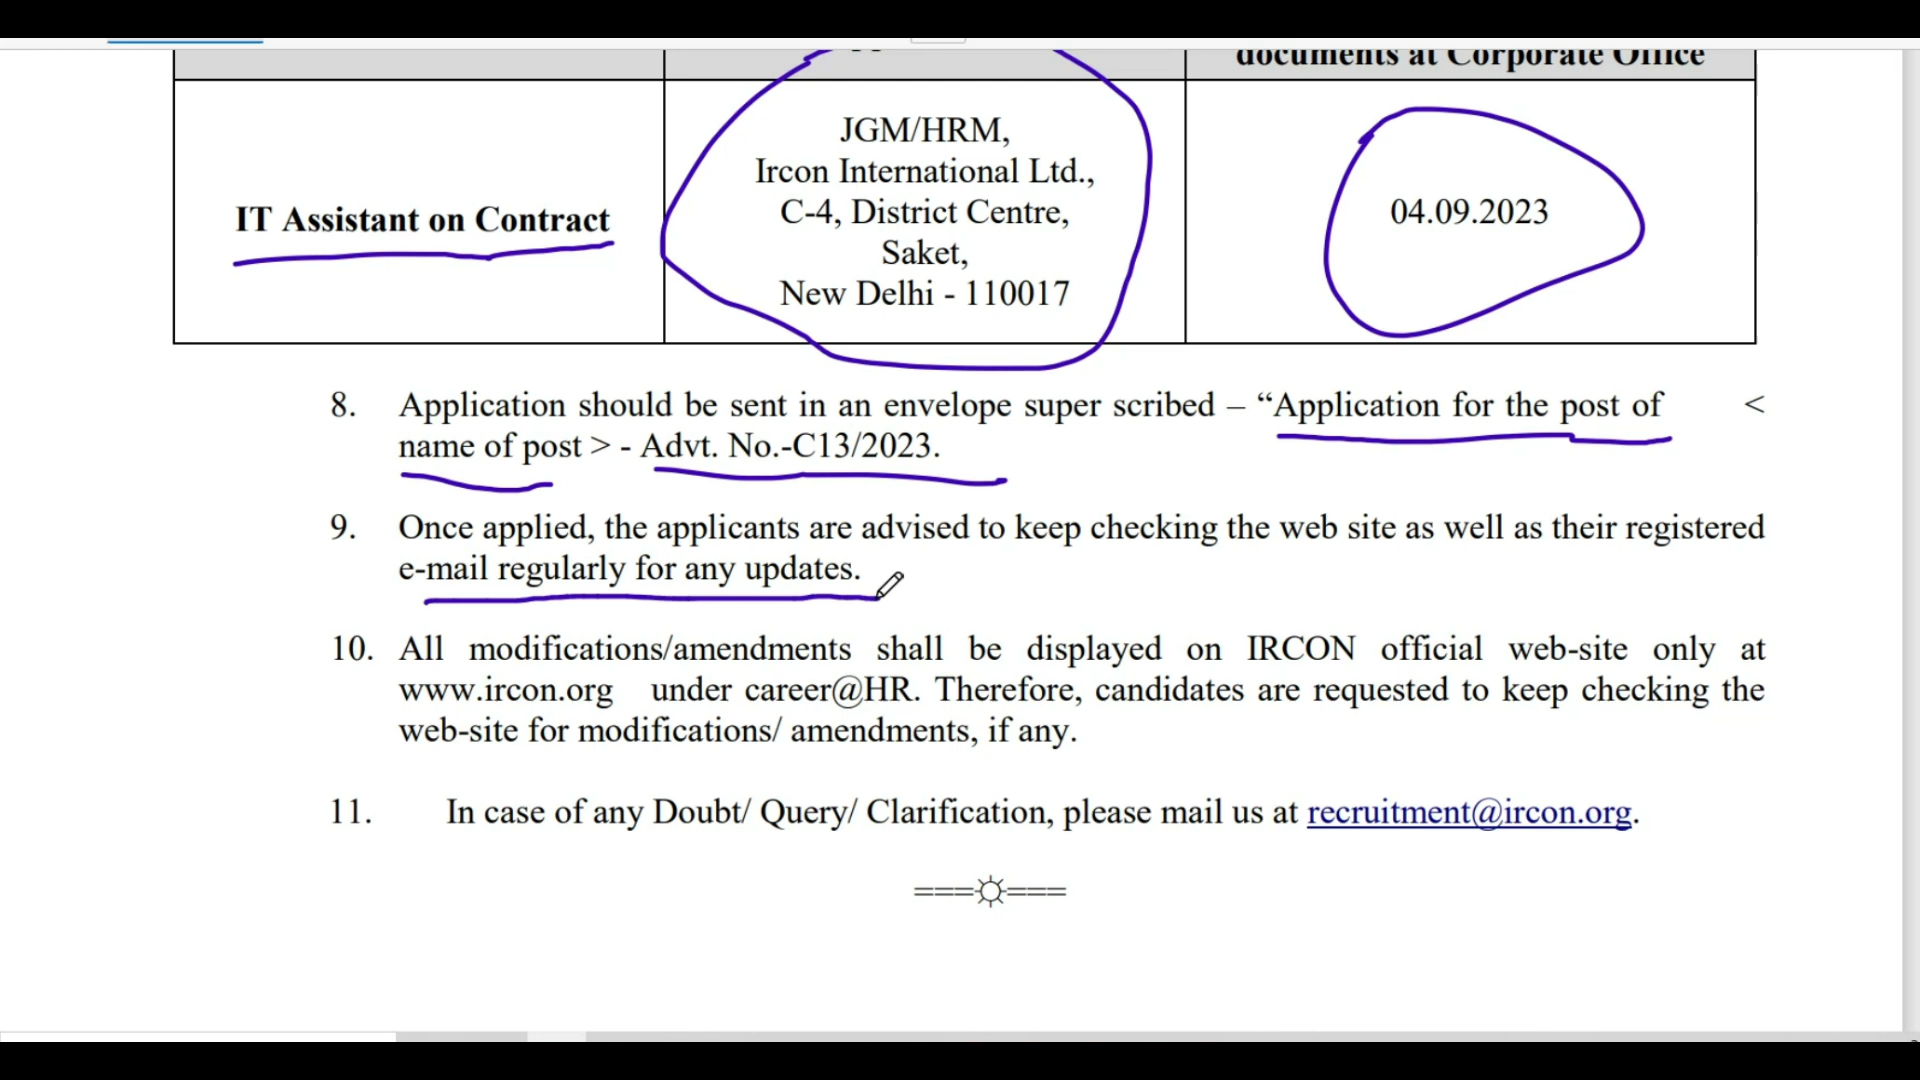 documents at Corporate Office
IT Assistant on Contract
JGM/HRM,
Ircon International Ltd.,
C-4, District Centre,
Saket,
New Delhi - 110017
04.09.2023
8. Application should be sent in an envelope super scribed – “Application for the post of <
name of post > - Advt. No.-C13/2023.
9. Once applied, the applicants are advised to keep checking the web site as well as their registered
e-mail regularly for any updates.
10. All modifications/amendments shall be displayed on IRCON official web-site only at
www.ircon.org under career@HR. Therefore, candidates are requested to keep checking the
web-site for modifications/ amendments, if any.
11. In case of any Doubt/ Query/ Clarification, please mail us at recruitment@ircon.org.
===☼===